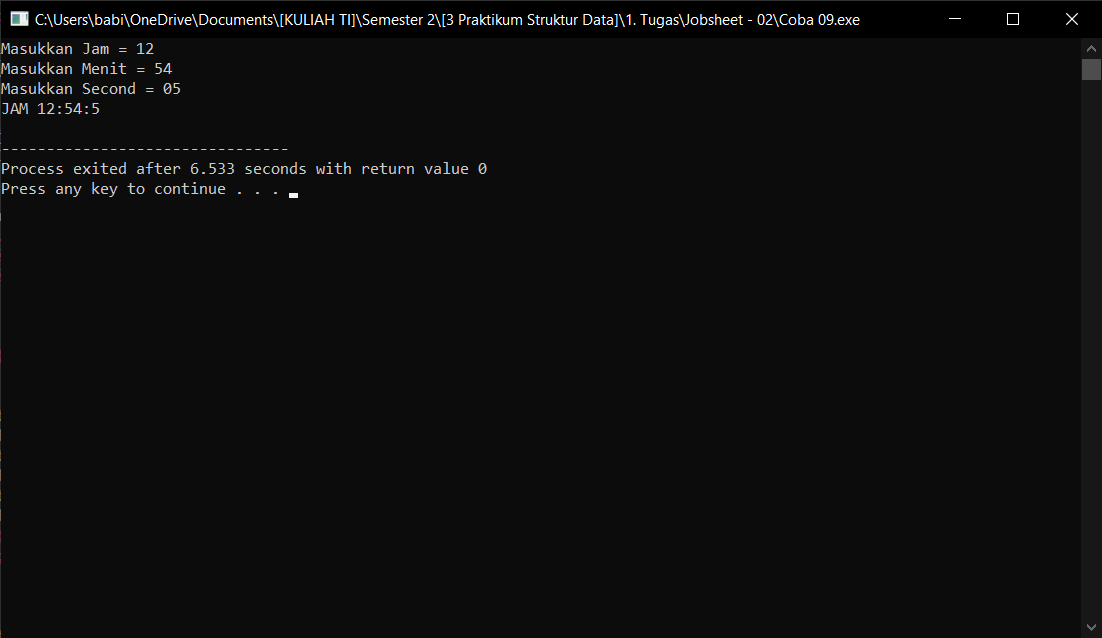 C:\Users\babi\OneDrive\Documents\[KULIAH TI]\Semester 2\[3 Praktikum Struktur Data]\1. Tugas\Jobsheet - 02\Coba 09.exe
Masukkan Jam = 12
Masukkan Menit = 54
Masukkan Second = 05
JAM 12:54:5
--------------------------------
Process exited after 6.533 seconds with return value 0
Press any key to continue . . .